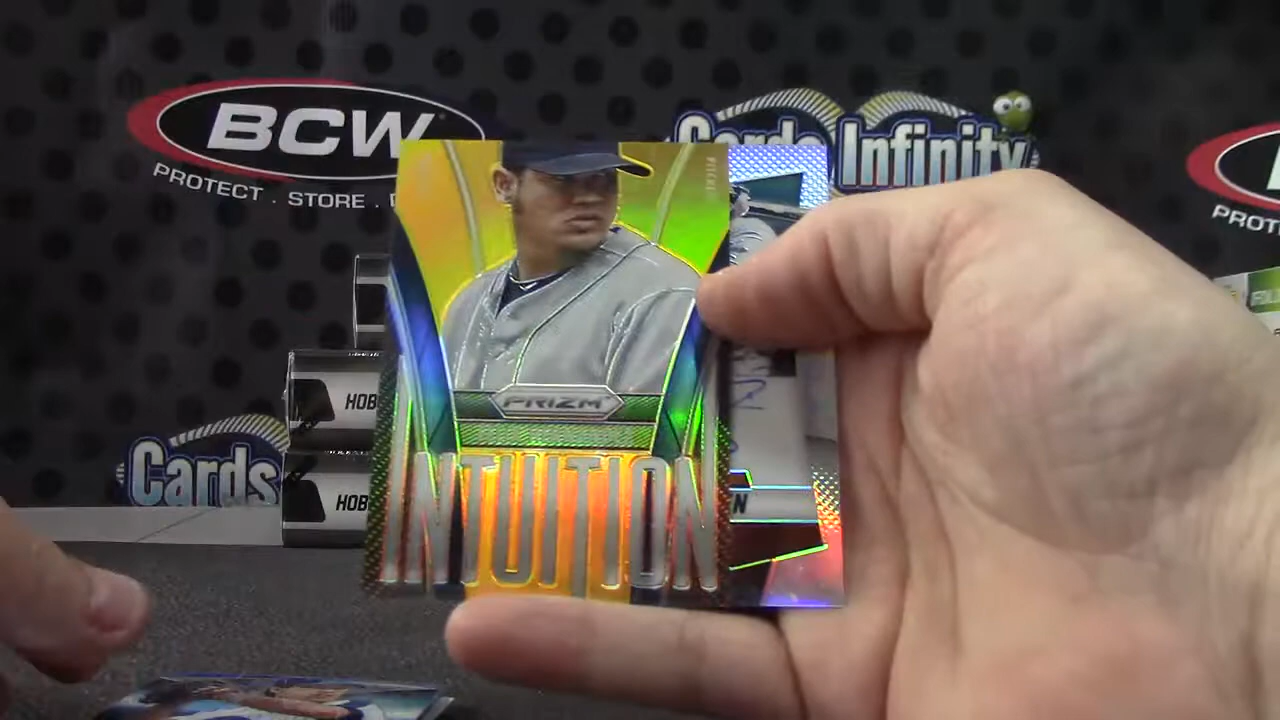 BCW
PROTECT . STORE .
Cards Infinity
PROT
HOB
HOB
Cards
PRIZM
INTUITION
N